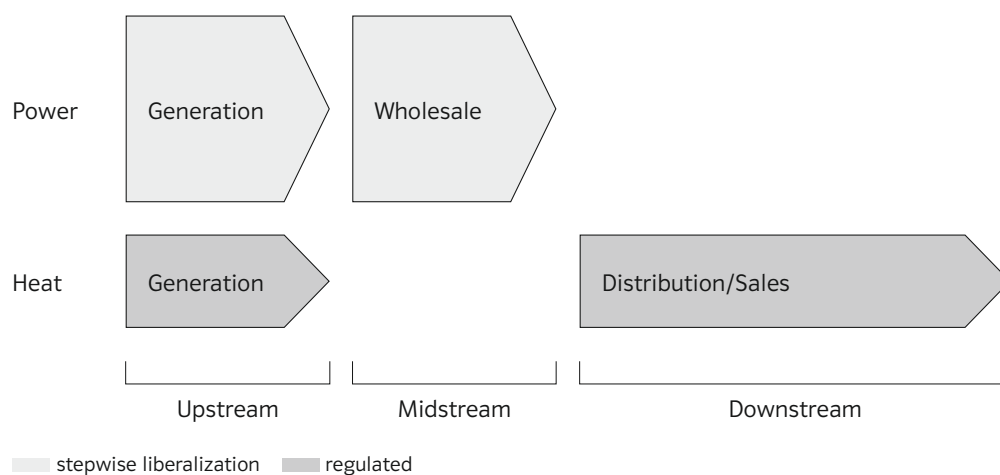 Power
Generation
Wholesale
Heat
Generation
Distribution/Sales
Upstream
Midstream
Downstream
stepwise liberalization
regulated